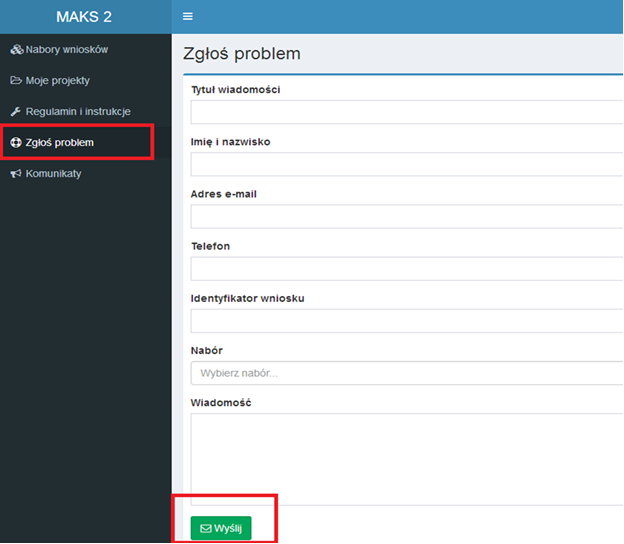 MAKS 2
Nabory wniosków
Moje projekty
Regulamin i instrukcje
Zgłoś problem
Komunikaty
Zgłoś problem
Tytuł wiadomości
Imię i nazwisko
Adres e-mail
Telefon
Identyfikator wniosku
Nabór
Wybierz nabór...
Wiadomość
Wyślij